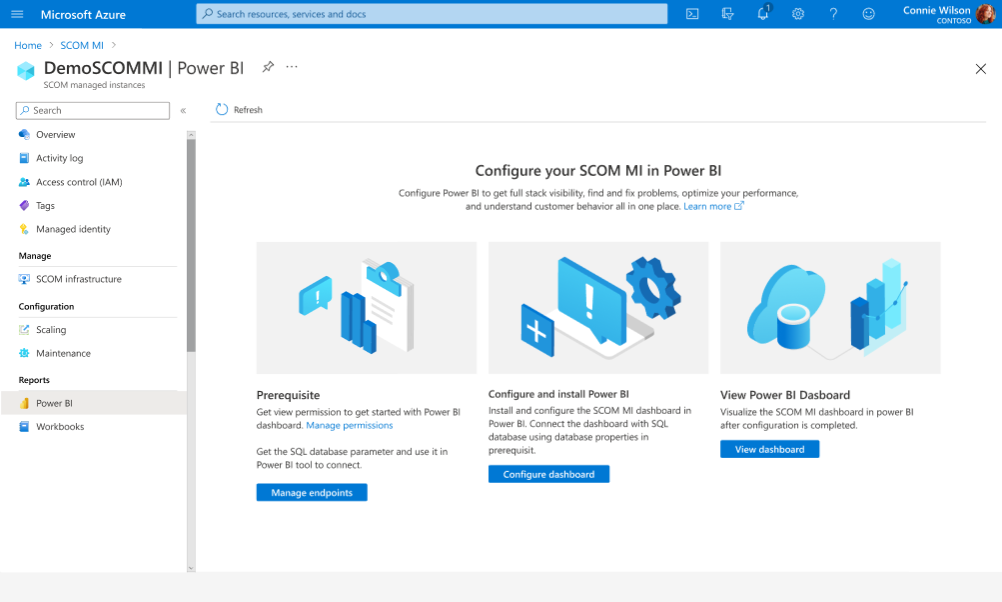 Microsoft Azure
Search resources, services and docs
1
Connie Wilson
CONTOSO
Home > SCOM MI >
DemoSCOMMI | Power BI
SCOM managed instances
Search
«
Refresh
Overview
Activity log
Access control (IAM)
Tags
Managed identity
Manage
SCOM infrastructure
Configuration
Scaling
Maintenance
Reports
Power BI
Workbooks
Configure your SCOM MI in Power BI
Configure Power BI to get full stack visibility, find and fix problems, optimize your performance,
and understand customer behavior all in one place. Learn more
Prerequisite
Get view permission to get started with Power BI
dashboard. Manage permissions
Get the SQL database parameter and use it in
Power BI tool to connect.
Manage endpoints
Configure and install Power BI
Install and configure the SCOM MI dashboard in
Power BI. Connect the dashboard with SQL
database using database properties in
prerequisit.
Configure dashboard
View Power BI Dasboard
Visualize the SCOM MI dashboard in power BI
after configuration is completed.
View dashboard